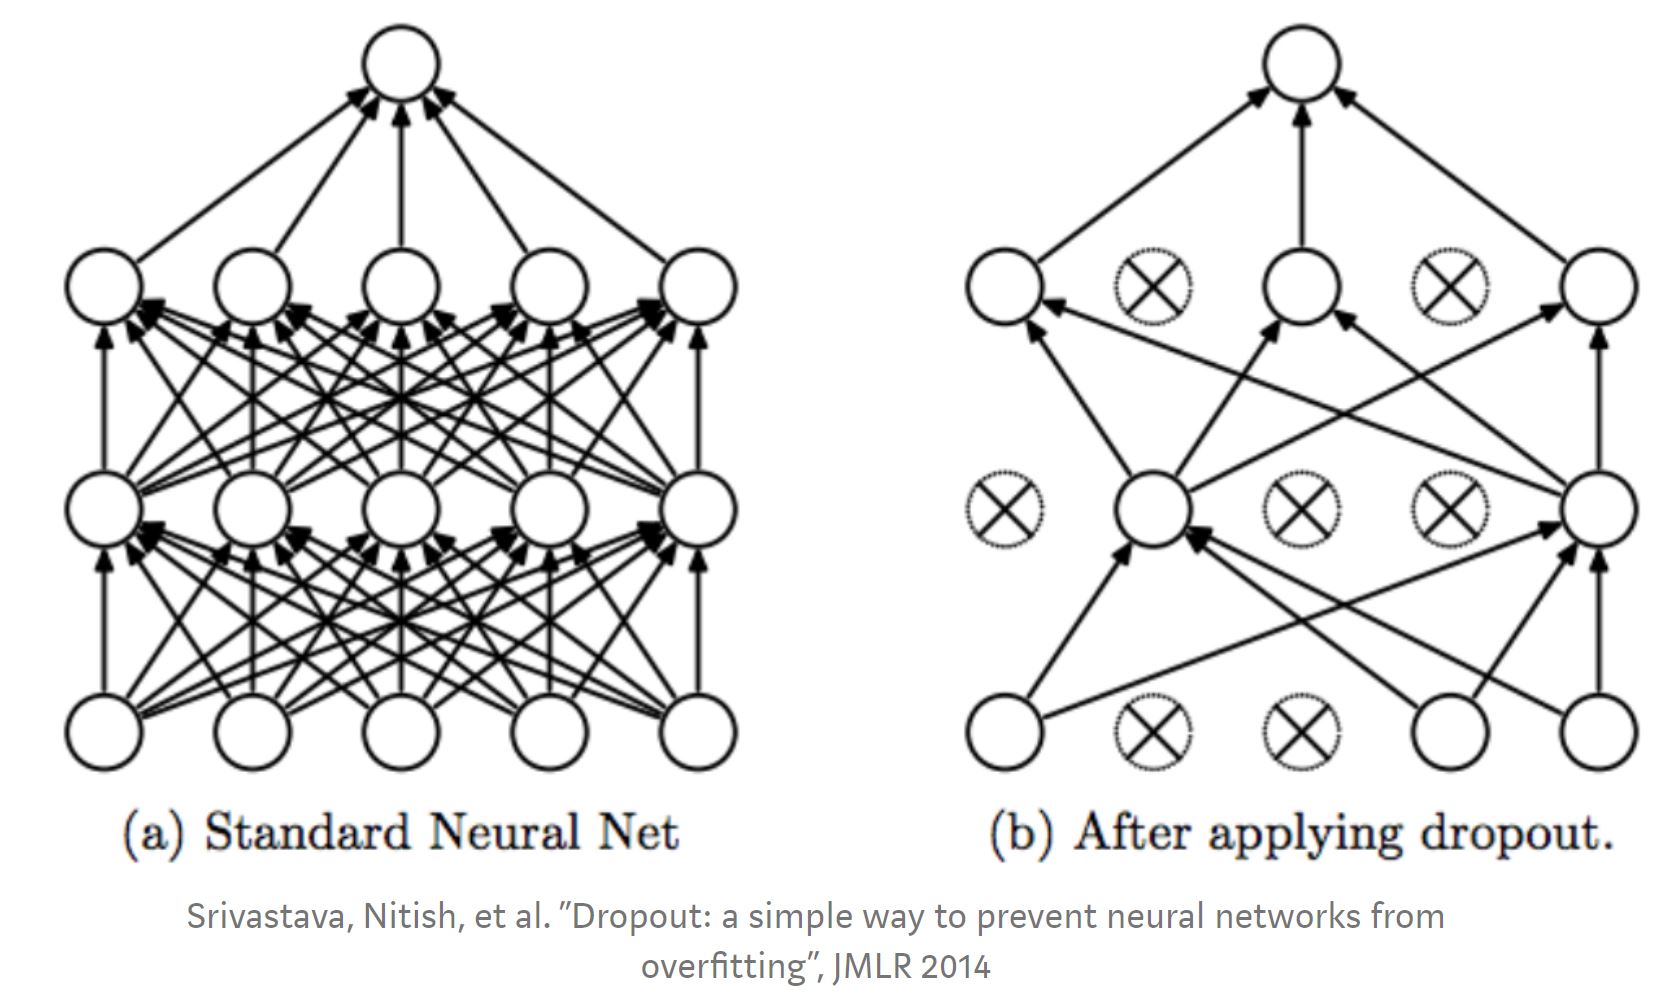 (a) Standard Neural Net
(b) After applying dropout.
Srivastava, Nitish, et al. ”Dropout: a simple way to prevent neural networks from
overfitting”, JMLR 2014